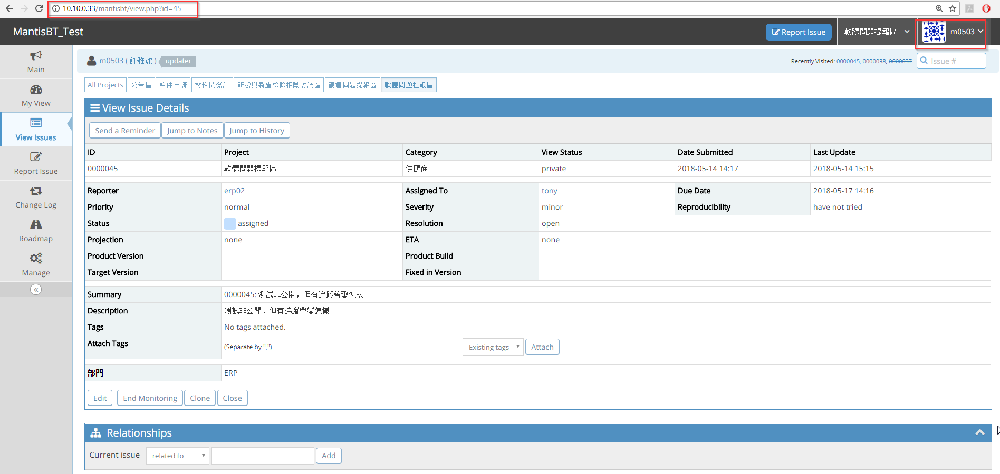 10.10.0.33/mantisbt/view.php?id=45
MantisBT_Test
Report Issue
軟體問題提報區
m0503
m0503 ( 許雅麗 ) updater
Recently Visited: 0000045, 0000038, 0000037
Issue #
Main
My View
View Issues
Report Issue
Change Log
Roadmap
Manage
All Projects 公告區 料件申請 材料開發課 研發與製造檢驗相關討論區 硬體問題提報區 軟體問題提報區
View Issue Details
Send a Reminder Jump to Notes Jump to History
ID Project Category View Status Date Submitted Last Update
0000045 軟體問題提報區 供應商 private 2018-05-14 14:17 2018-05-14 15:15
Reporter erp02 Assigned To tony Due Date 2018-05-17 14:16
Priority normal Severity minor Reproducibility have not tried
Status assigned Resolution open
Projection none ETA none
Product Version Product Build
Target Version Fixed in Version
Summary 0000045: 測試非公開，但有追蹤會變怎樣
Description 測試非公開，但有追蹤會變怎樣
Tags No tags attached.
Attach Tags (Separate by ",") Existing tags Attach
部門 ERP
Edit End Monitoring Clone Close
Relationships
Current issue related to Add